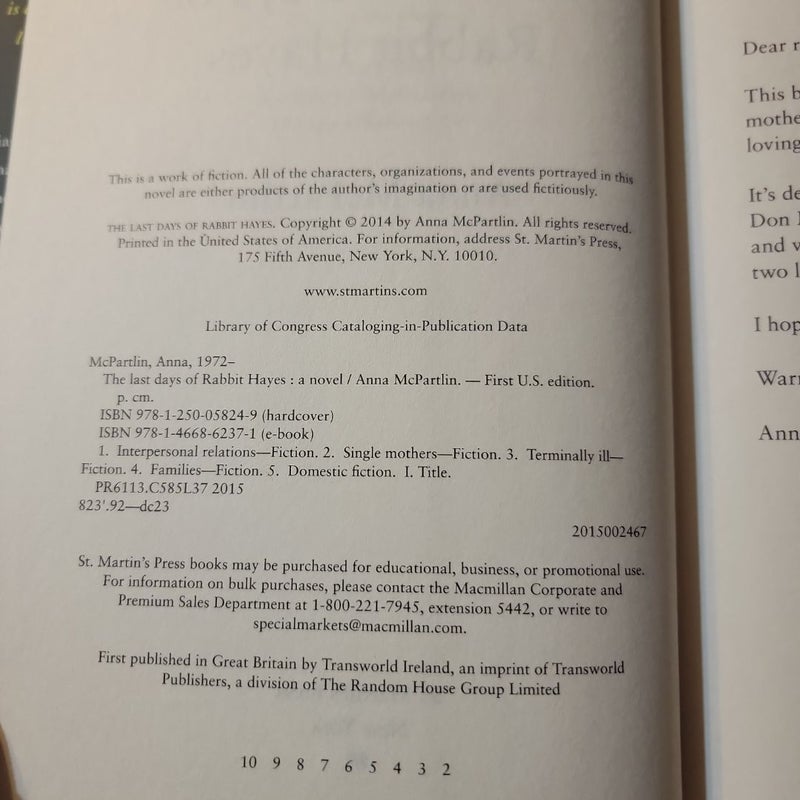 This is a work of fiction. All of the characters, organizations, and events portrayed in this
novel are either products of the author's imagination or are used fictitiously.
THE LAST DAYS OF RABBIT HAYES. Copyright © 2014 by Anna McPartlin. All rights reserved.
Printed in the United States of America. For information, address St. Martin's Press,
175 Fifth Avenue, New York, N.Y. 10010.
www.stmartins.com
Library of Congress Cataloging-in-Publication Data
McPartlin, Anna, 1972–
The last days of Rabbit Hayes : a novel / Anna McPartlin. — First U.S. edition.
p. cm.
ISBN 978-1-250-05824-9 (hardcover)
ISBN 978-1-4668-6237-1 (e-book)
1. Interpersonal relations—Fiction. 2. Single mothers—Fiction. 3. Terminally ill—
Fiction. 4. Families—Fiction. 5. Domestic fiction. I. Title.
PR6113.C585L37 2015
823'.92—dc23
2015002467
St. Martin's Press books may be purchased for educational, business, or promotional use.
For information on bulk purchases, please contact the Macmillan Corporate and
Premium Sales Department at 1-800-221-7945, extension 5442, or write to
specialmarkets@macmillan.com.
First published in Great Britain by Transworld Ireland, an imprint of Transworld
Publishers, a division of The Random House Group Limited
10 9 8 7 6 5 4 3 2
Dear
This
loving
It's
Don
and
two
I